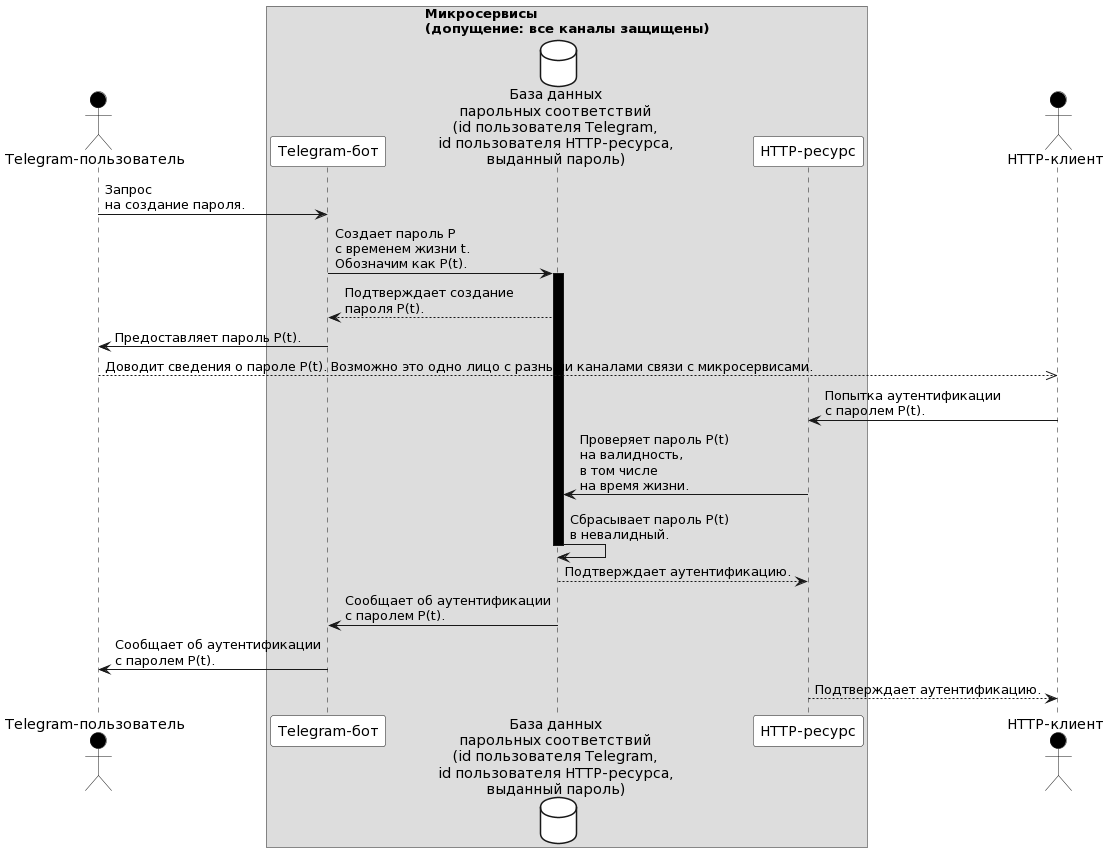 Микросервисы
(допущение: все каналы защищены)
База данных
парольных соответствий
(id пользователя Telegram,
id пользователя HTTP-ресурса,
выданный пароль)
Telegram-пользователь
Telegram-бот
HTTP-ресурс
HTTP-клиент
Запрос
на создание пароля.
Создает пароль P
с временем жизни t.
Обозначим как P(t).
Подтверждает создание
пароля P(t).
Предоставляет пароль P(t).
Доводит сведения о пароле P(t). Возможно это одно лицо с разными каналами связи с микросервисами.
Попытка аутентификации
с паролем P(t).
Проверяет пароль P(t)
на валидность,
в том числе
на время жизни.
Сбрасывает пароль P(t)
в невалидный.
Подтверждает аутентификацию.
Сообщает об аутентификации
с паролем P(t).
Сообщает об аутентификации
с паролем P(t).
Подтверждает аутентификацию.
Telegram-пользователь
Telegram-бот
База данных
парольных соответствий
(id пользователя Telegram,
id пользователя HTTP-ресурса,
выданный пароль)
HTTP-ресурс
HTTP-клиент